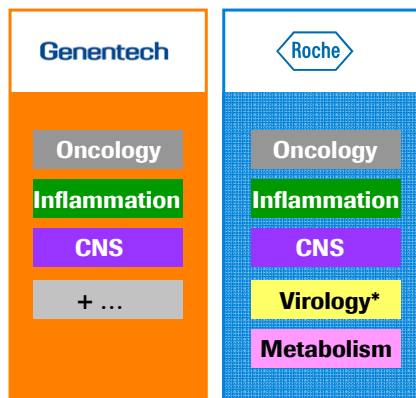 Genentech
Oncology
Inflammation
CNS
+ ...
Roche
Oncology
Inflammation
CNS
Virology*
Metabolism